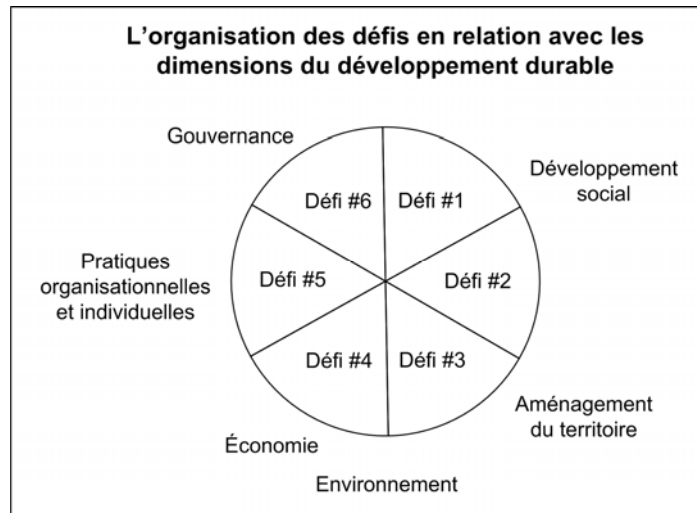 L'organisation des défis en relation avec les
dimensions du développement durable
Gouvernance
Développement
social
Défi #6
Défi #1
Pratiques
organisationnelles
et individuelles
Défi #5
Défi #2
Défi #4
Défi #3
Aménagement
du territoire
Économie
Environnement